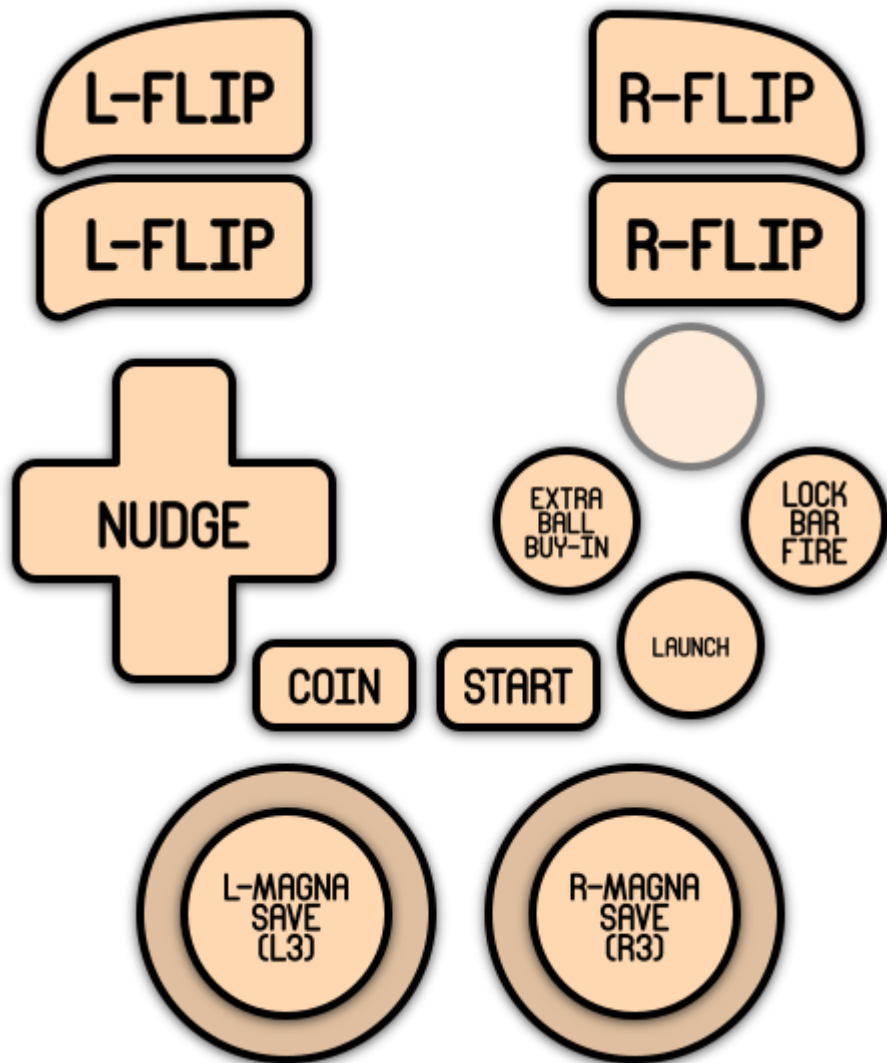 L-FLIP
R-FLIP
L-FLIP
R-FLIP
NUDGE
EXTRA
BALL
BUY-IN
LOCK
BAR
FIRE
LAUNCH
COIN
START
L-MAGNA
SAVE
(L3)
R-MAGNA
SAVE
(R3)